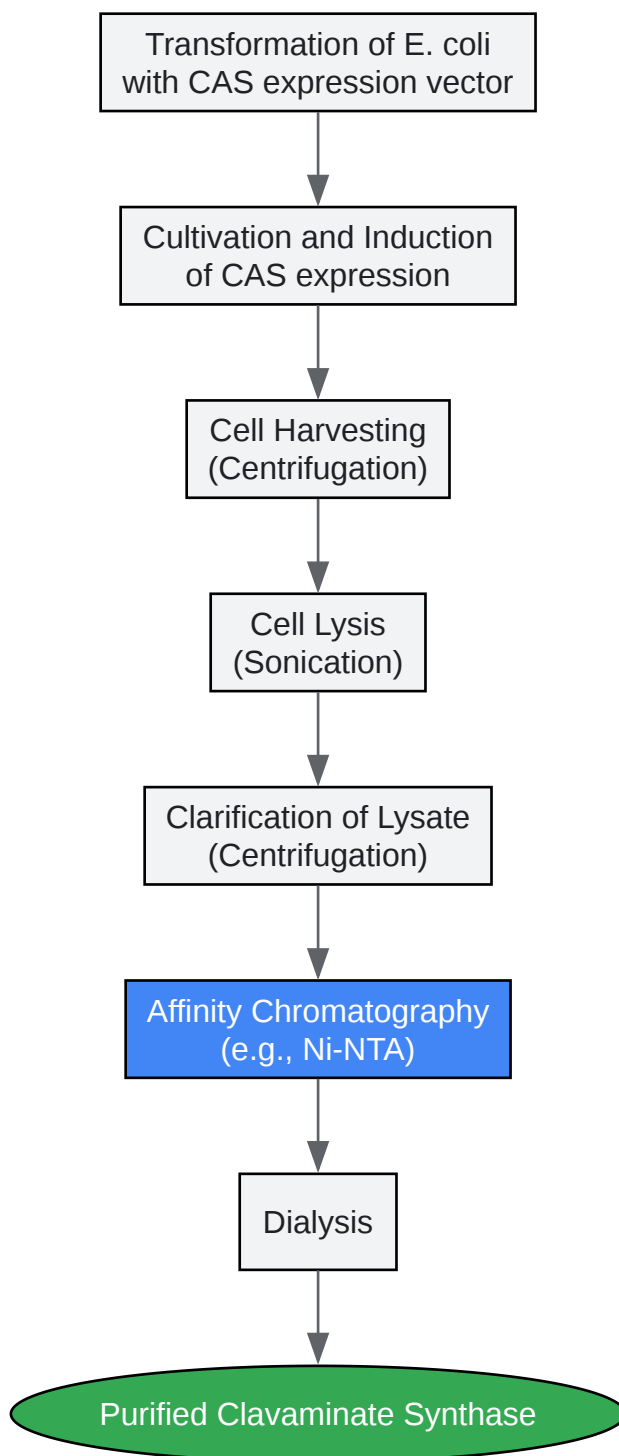 Transformation of E. coli
with CAS expression vector
Cultivation and Induction
of CAS expression
Cell Harvesting
(Centrifugation)
Cell Lysis
(Sonication)
Clarification of Lysate
(Centrifugation)
Affinity Chromatography
(e.g., Ni-NTA)
Dialysis
Purified Clavaminate Synthase